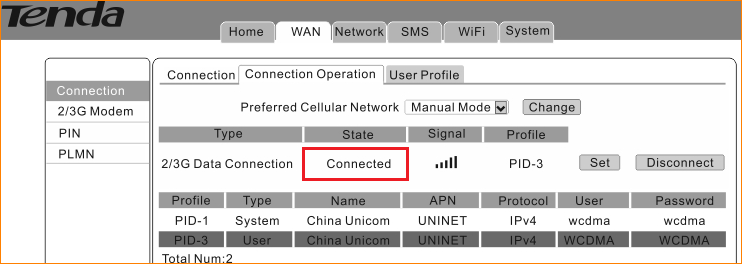 Tenda
Home WAN Network SMS WiFi System
Connection Connection Operation User Profile
Connection
2/3G Modem
PIN
PLMN
Preferred Cellular Network Manual Mode Change
Type State Signal Profile
2/3G Data Connection Connected PID-3 Set Disconnect
Profile Type Name APN Protocol User Password
PID-1 System China Unicom UNINET IPv4 wcdma wcdma
PID-3 User China Unicom UNINET IPv4 WCDMA WCDMA
Total Num:2